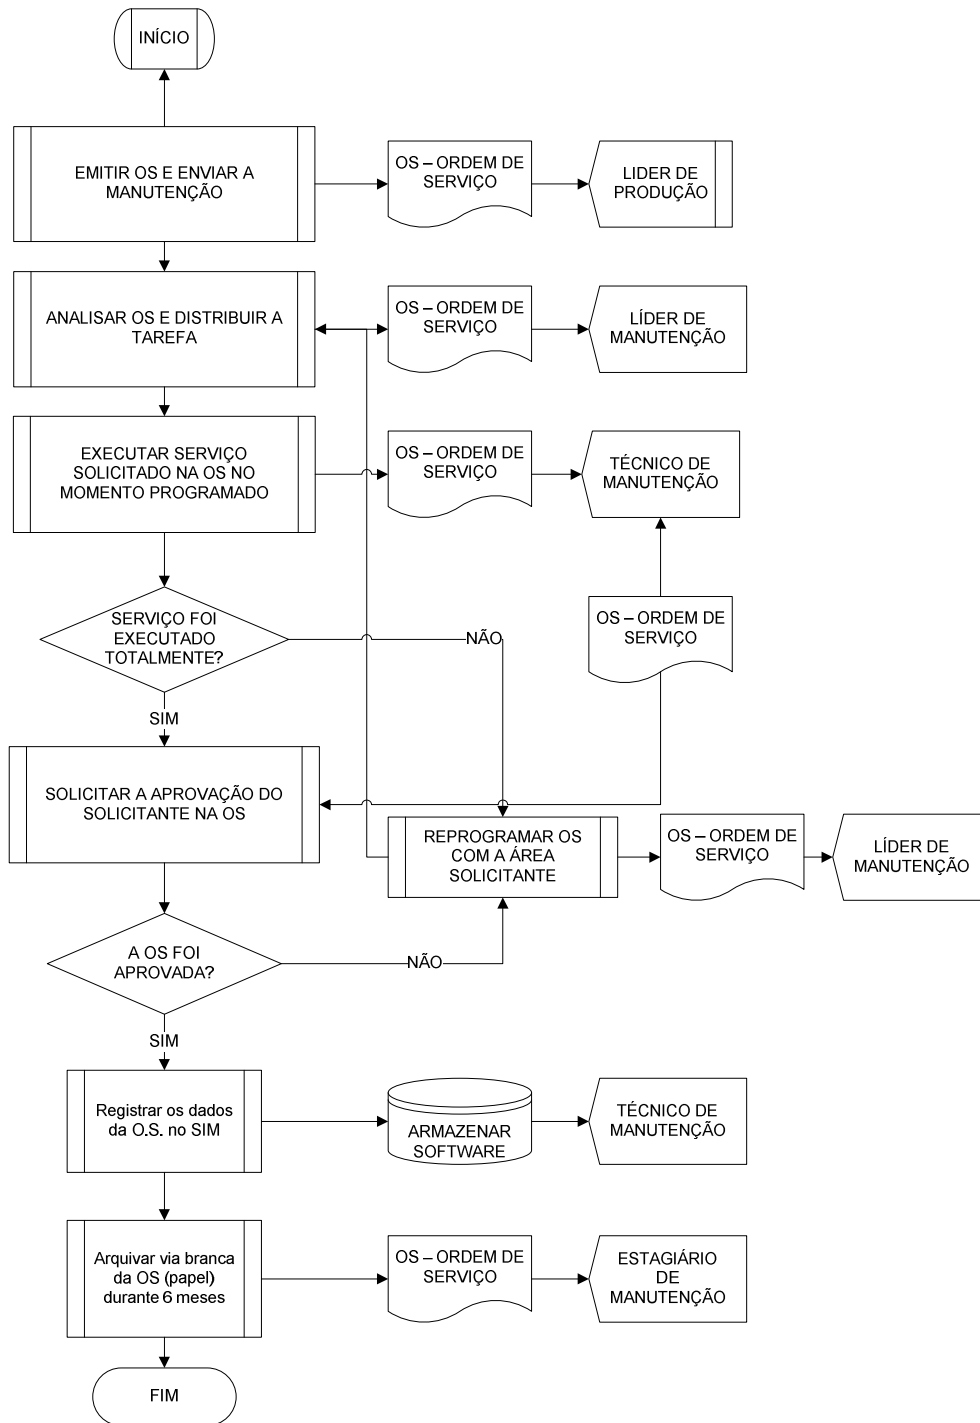 INÍCIO
EMITIR OS E ENVIAR A
MANUTENÇÃO
OS – ORDEM DE
SERVIÇO
LIDER DE
PRODUÇÃO
ANALISAR OS E DISTRIBUIR A
TAREFA
OS – ORDEM DE
SERVIÇO
LÍDER DE
MANUTENÇÃO
EXECUTAR SERVIÇO
SOLICITADO NA OS NO
MOMENTO PROGRAMADO
OS – ORDEM DE
SERVIÇO
TÉCNICO DE
MANUTENÇÃO
SERVIÇO FOI
EXECUTADO
TOTALMENTE?
NÃO
OS – ORDEM DE
SERVIÇO
SIM
SOLICITAR A APROVAÇÃO DO
SOLICITANTE NA OS
REPROGRAMAR OS
COM A ÁREA
SOLICITANTE
OS – ORDEM DE
SERVIÇO
LÍDER DE
MANUTENÇÃO
A OS FOI
APROVADA?
NÃO
SIM
Registrar os dados
da O.S. no SIM
ARMAZENAR
SOFTWARE
TÉCNICO DE
MANUTENÇÃO
Arquivar via branca
da OS (papel)
durante 6 meses
OS – ORDEM DE
SERVIÇO
ESTAGIÁRIO
DE
MANUTENÇÃO
FIM